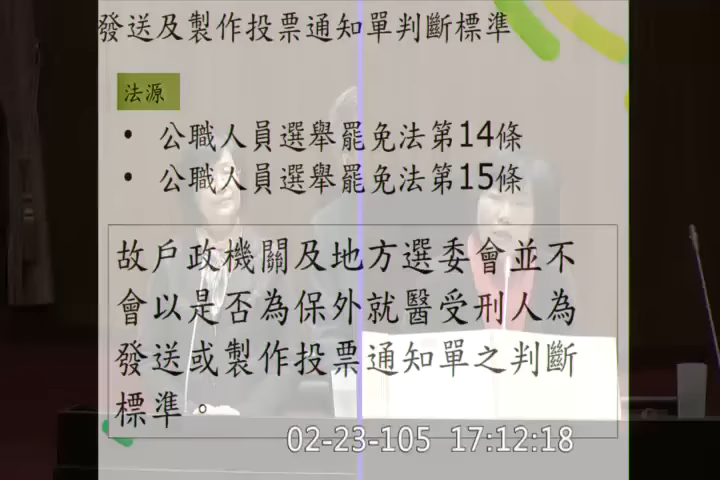 發送及製作投票通知單判斷標準
法源
• 公職人員選舉罷免法第14條
• 公職人員選舉罷免法第15條
故戶政機關及地方選委會並不
會以是否為保外就醫受刑人為
發送或製作投票通知單之判斷
標準。
02-23-105 17:12:18